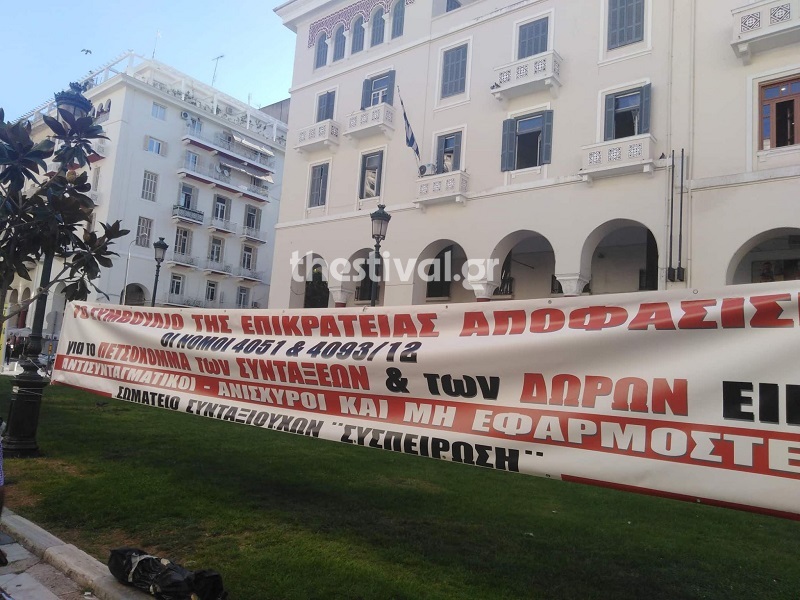 thestival.gr
ΤΟ ΣΥΜΒΟΥΛΙΟ ΤΗΣ ΕΠΙΚΡΑΤΕΙΑΣ ΑΠΟΦΑΣΙΣ
ΟΙ ΝΟΜΟΙ 4051 & 4093/12
ΓΙΑ ΤΟ ΠΕΤΣΟΚΟΜΜΑ ΤΩΝ ΣΥΝΤΑΞΕΩΝ & ΤΩΝ ΔΩΡΩΝ ΕΙΝ
ΑΝΤΙΣΥΝΤΑΓΜΑΤΙΚΟΙ - ΑΝΙΣΧΥΡΟΙ ΚΑΙ ΜΗ ΕΦΑΡΜΟΣΤΕ
ΣΩΜΑΤΕΙΟ ΣΥΝΤΑΞΙΟΥΧΩΝ ¨ΣΥΣΠΕΙΡΩΣΗ¨